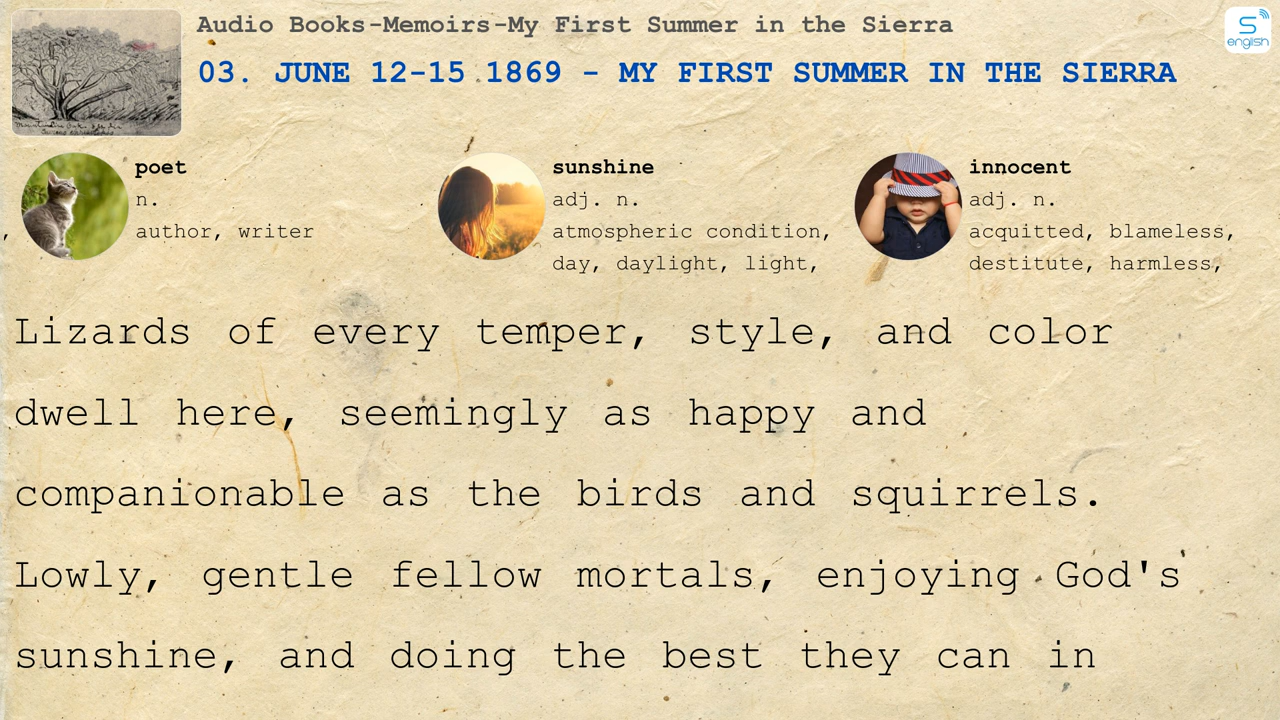 Audio Books-Memoirs-My First Summer in the Sierra
03. JUNE 12-15 1869 - MY FIRST SUMMER IN THE SIERRA
S
english
poet
n.
author, writer
sunshine
adj. n.
atmospheric condition,
day, daylight, light,
innocent
adj. n.
acquitted, blameless,
destitute, harmless,
Lizards of every temper, style, and color
dwell here, seemingly as happy and
companionable as the birds and squirrels.
Lowly, gentle fellow mortals, enjoying God's
sunshine, and doing the best they can in